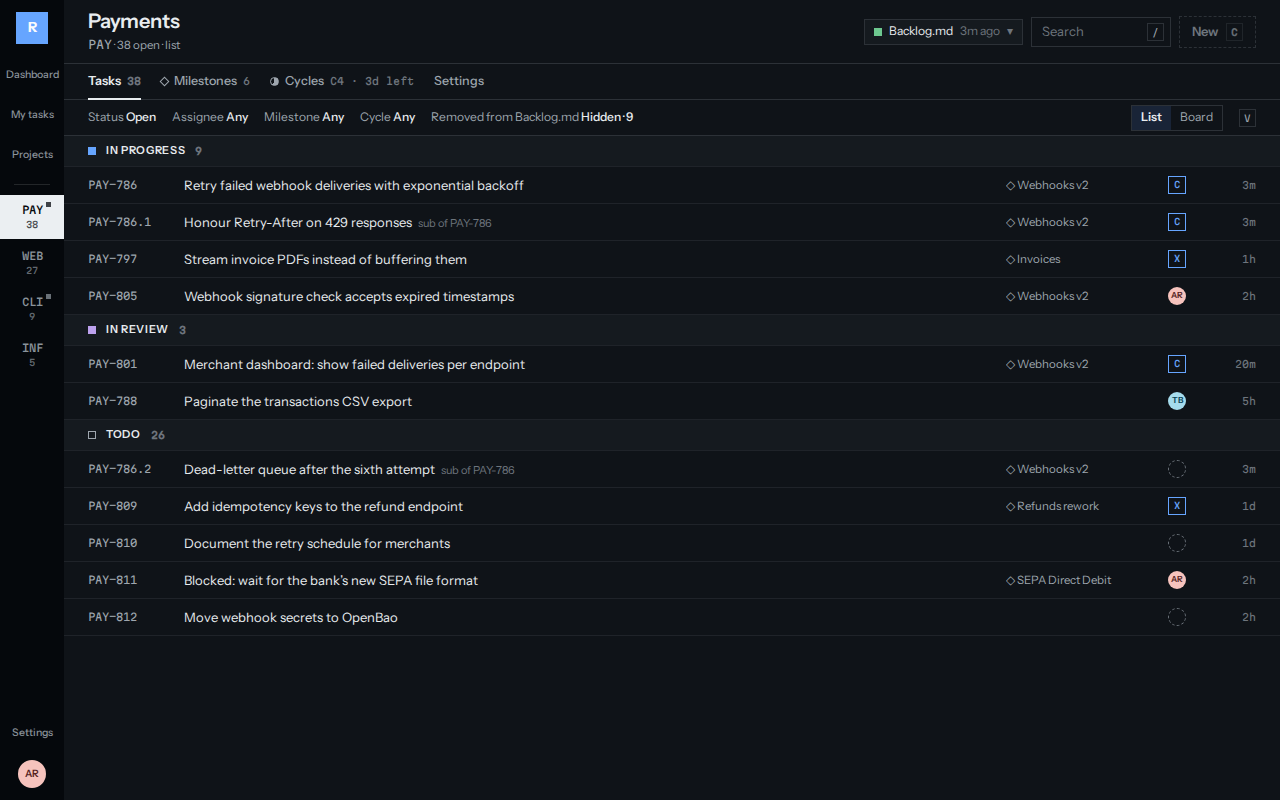 R
Dashboard
My tasks
Projects
PAY
38
WEB
27
CLI
9
INF
5
Settings
AR
Payments
PAY·38 open·list
Backlog.md 3m ago ▾
Search /
New C
Tasks 38
◇ Milestones 6
Cycles C4 · 3d left
Settings
Status Open
Assignee Any
Milestone Any
Cycle Any
Removed from Backlog.md Hidden·9
List
Board
V
IN PROGRESS 9
PAY-786 Retry failed webhook deliveries with exponential backoff ◇ Webhooks v2 C 3m
PAY-786.1 Honour Retry-After on 429 responses sub of PAY-786 ◇ Webhooks v2 C 3m
PAY-797 Stream invoice PDFs instead of buffering them ◇ Invoices X 1h
PAY-805 Webhook signature check accepts expired timestamps ◇ Webhooks v2 AR 2h
IN REVIEW 3
PAY-801 Merchant dashboard: show failed deliveries per endpoint ◇ Webhooks v2 C 20m
PAY-788 Paginate the transactions CSV export TB 5h
TODO 26
PAY-786.2 Dead-letter queue after the sixth attempt sub of PAY-786 ◇ Webhooks v2 3m
PAY-809 Add idempotency keys to the refund endpoint ◇ Refunds rework X 1d
PAY-810 Document the retry schedule for merchants 1d
PAY-811 Blocked: wait for the bank’s new SEPA file format ◇ SEPA Direct Debit AR 2h
PAY-812 Move webhook secrets to OpenBao 2h